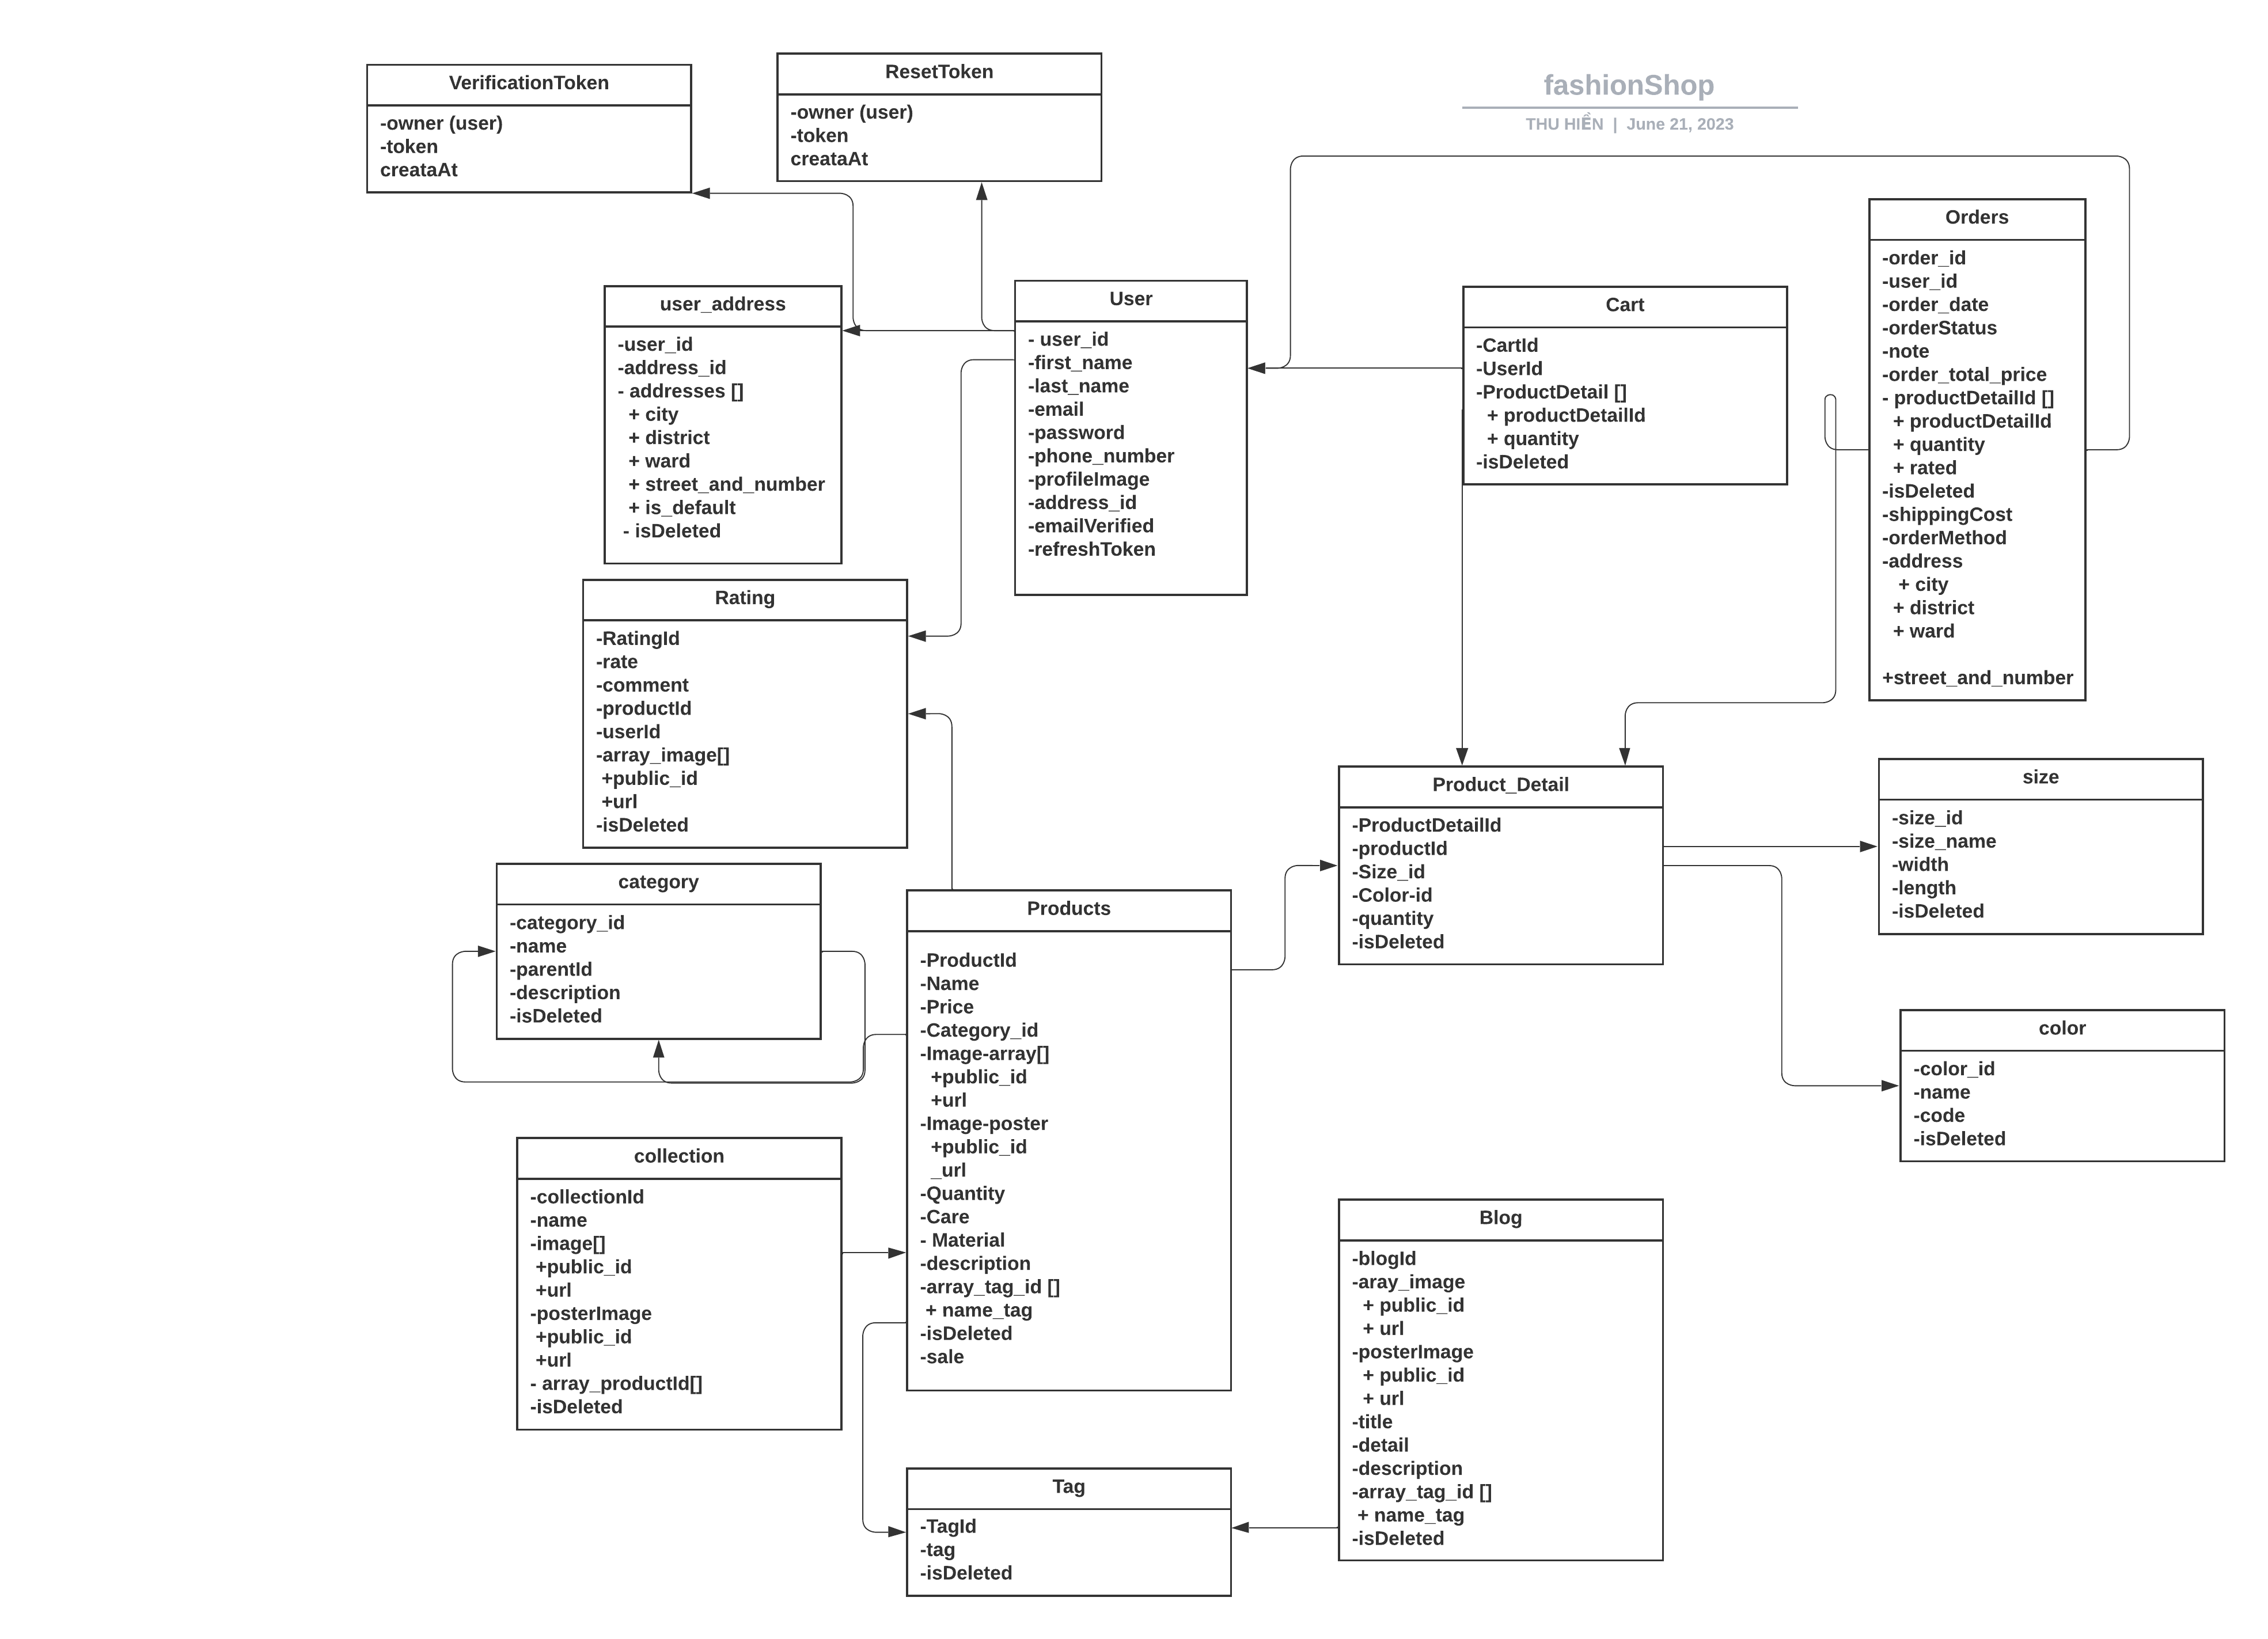 fashionShop
THU HIỀN | June 21, 2023
VerificationToken
-owner (user)
-token
creataAt
ResetToken
-owner (user)
-token
creataAt
user_address
-user_id
-address_id
- addresses []
+ city
+ district
+ ward
+ street_and_number
+ is_default
- isDeleted
User
- user_id
-first_name
-last_name
-email
-password
-phone_number
-profileImage
-address_id
-emailVerified
-refreshToken
Cart
-CartId
-UserId
-ProductDetail []
+ productDetailId
+ quantity
-isDeleted
Orders
-order_id
-user_id
-order_date
-orderStatus
-note
-order_total_price
- productDetailId []
+ productDetailId
+ quantity
+ rated
-isDeleted
-shippingCost
-orderMethod
-address
+ city
+ district
+ ward
+street_and_number
Rating
-RatingId
-rate
-comment
-productId
-userId
-array_image[]
+public_id
+url
-isDeleted
Product_Detail
-ProductDetailId
-productId
-Size_id
-Color-id
-quantity
-isDeleted
size
-size_id
-size_name
-width
-length
-isDeleted
category
-category_id
-name
-parentId
-description
-isDeleted
Products
-ProductId
-Name
-Price
-Category_id
-Image-array[]
+public_id
+url
-Image-poster
+public_id
_url
-Quantity
-Care
- Material
-description
-array_tag_id []
+ name_tag
-isDeleted
-sale
color
-color_id
-name
-code
-isDeleted
collection
-collectionId
-name
-image[]
+public_id
+url
-posterImage
+public_id
+url
- array_productId[]
-isDeleted
Blog
-blogId
-aray_image
+ public_id
+ url
-posterImage
+ public_id
+ url
-title
-detail
-description
-array_tag_id []
+ name_tag
-isDeleted
Tag
-TagId
-tag
-isDeleted